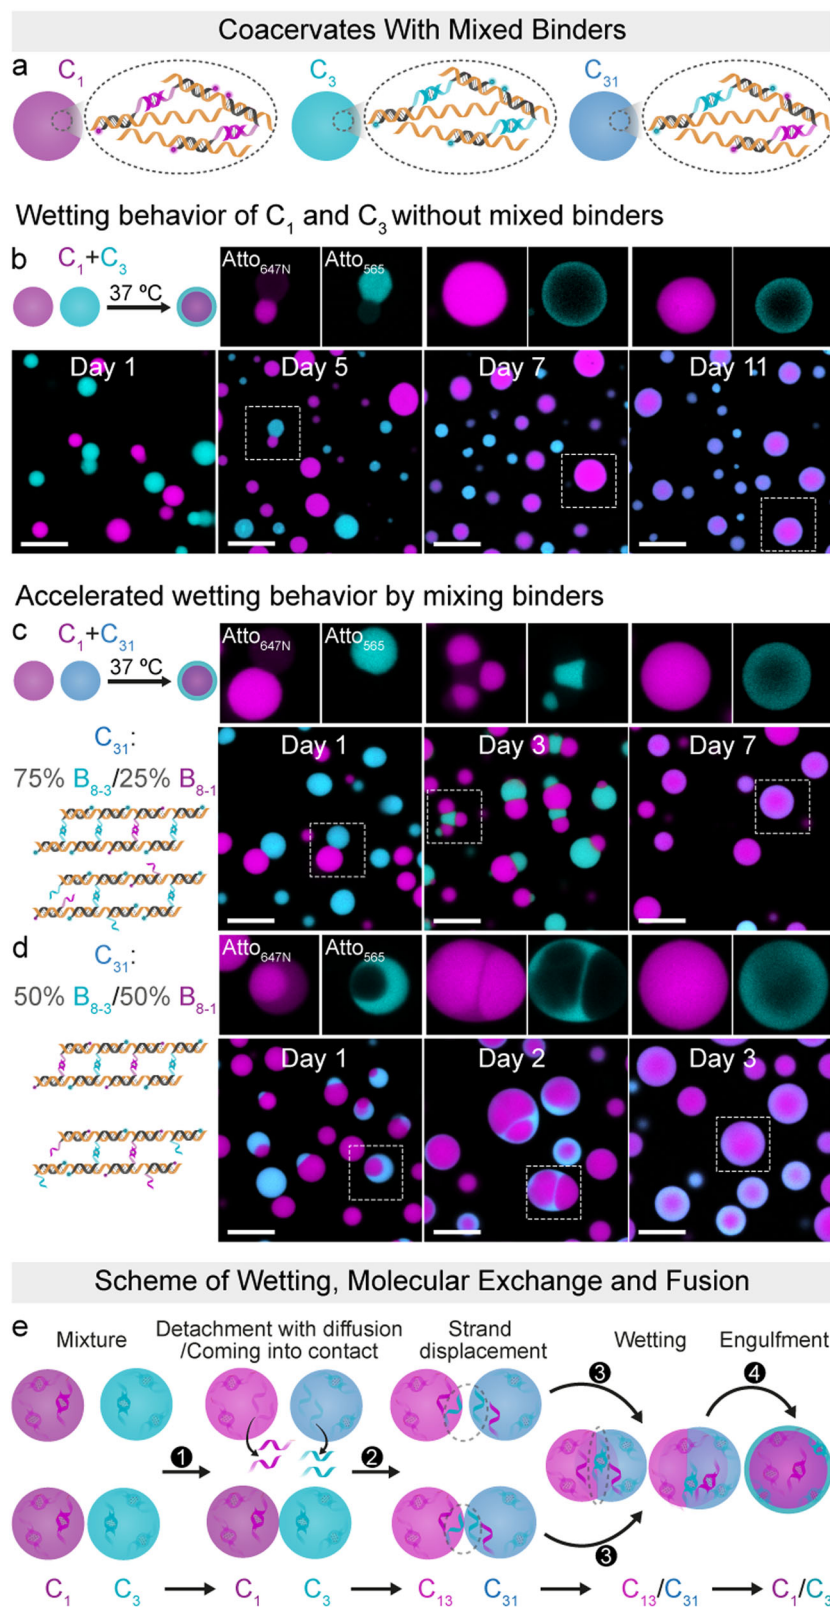 Coacervates With Mixed Binders
a
C1
C3
C31
Wetting behavior of C1 and C3 without mixed binders
b
C1+C3
37 ºC
Atto647N
Atto565
Day 1
Day 5
Day 7
Day 11
Accelerated wetting behavior by mixing binders
c
C1+C31
37 ºC
Atto647N
Atto565
C31:
75% B8-3/25% B8-1
Day 1
Day 3
Day 7
d
C31:
50% B8-3/50% B8-1
Atto647N
Atto565
Day 1
Day 2
Day 3
Scheme of Wetting, Molecular Exchange and Fusion
e
Mixture
Detachment with diffusion
/Coming into contact
Strand
displacement
Wetting
Engulfment
1
2
3
4
3
C1
C3
C1
C3
C13
C31
C13/C31
C1/C3